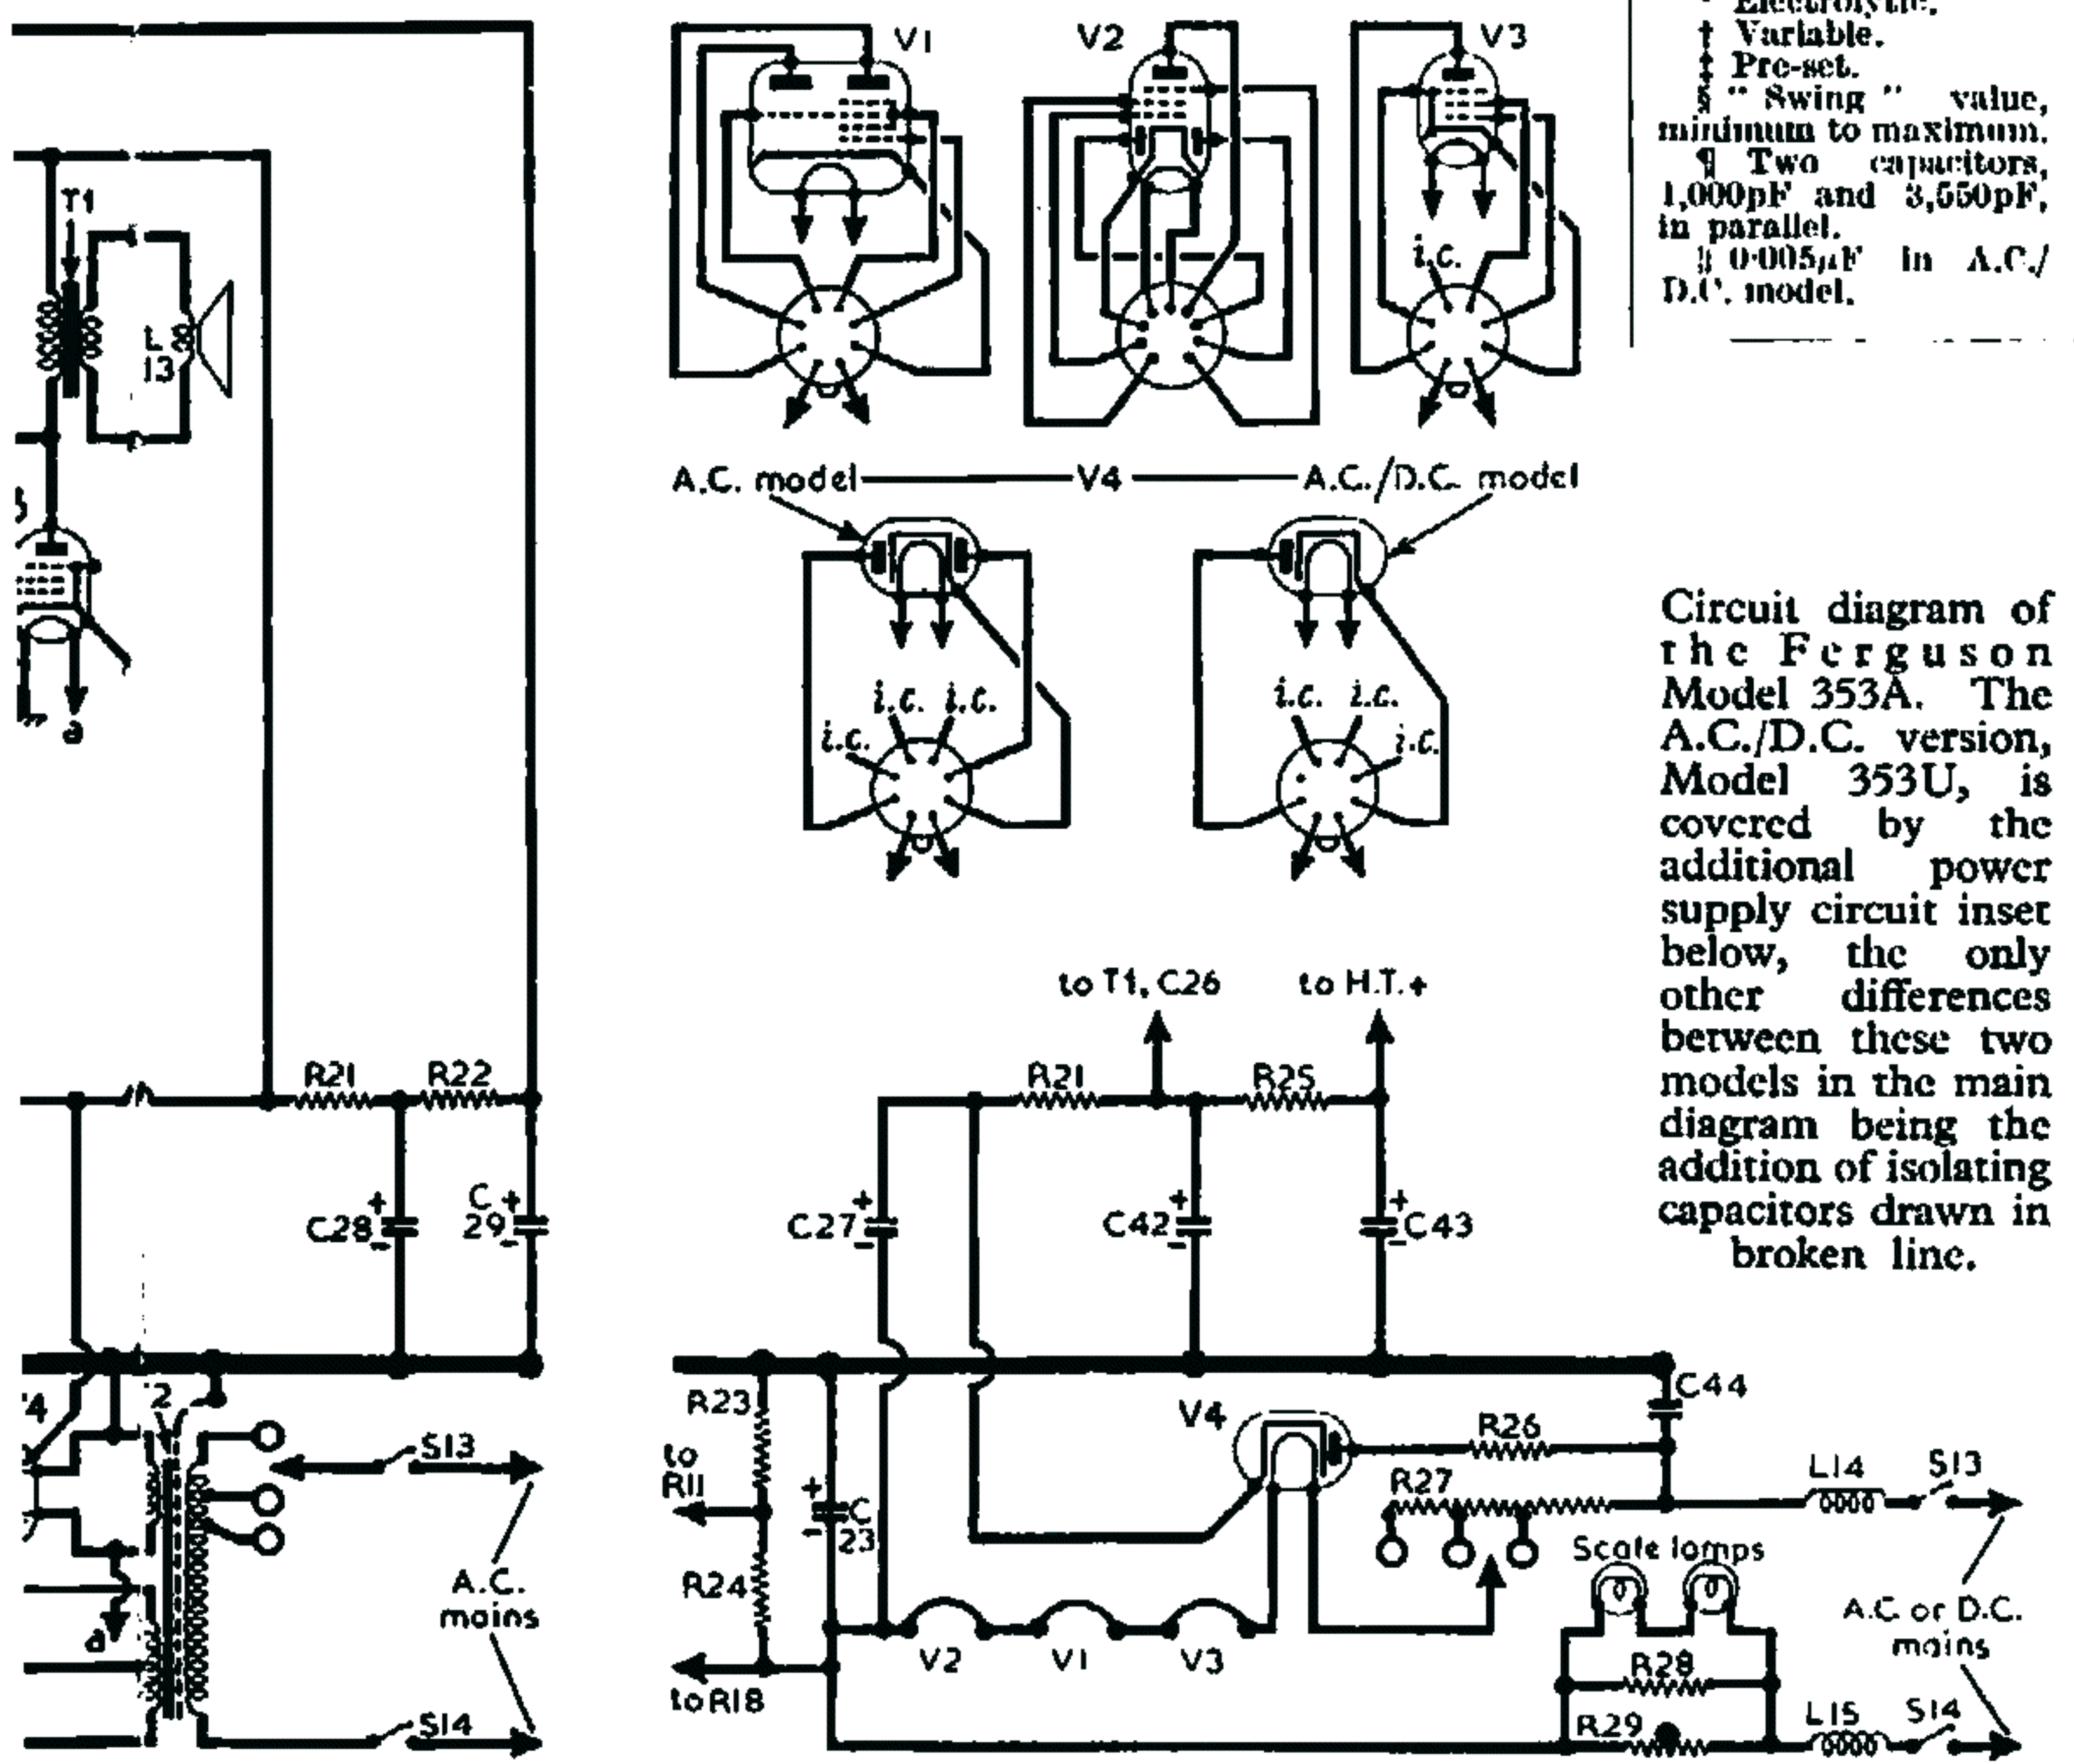 V1
V2
V3
Electrolytic.
† Variable.
‡ Pre-set.
§ " Swing " value,
minimum to maximum.
¶ Two capacitors,
1,000pF and 3,550pF,
in parallel.
|| 0·005µF in A.C./
D.C. model.
T1
L
13
i.c.
A.C. model
V4
A.C./D.C. model
a
i.c. i.c.
i.c.
i.c. i.c.
i.c.
Circuit diagram of
the Ferguson
Model 353A. The
A.C./D.C. version,
Model 353U, is
covered by the
additional power
supply circuit inset
below, the only
other differences
between these two
models in the main
diagram being the
addition of isolating
capacitors drawn in
broken line.
R21
R22
C28
+
-
C
29
+
-
S13
A.C.
mains
a
S14
to T1, C26
to H.T.+
R21
R25
C27
+
-
C42
+
-
+
-
C43
R23
to
R11
R24
to R18
+
-
C
23
V4
R26
R27
C44
L14
S13
Scale lamps
A.C. or D.C.
mains
V2
V1
V3
R28
R29
L15
S14